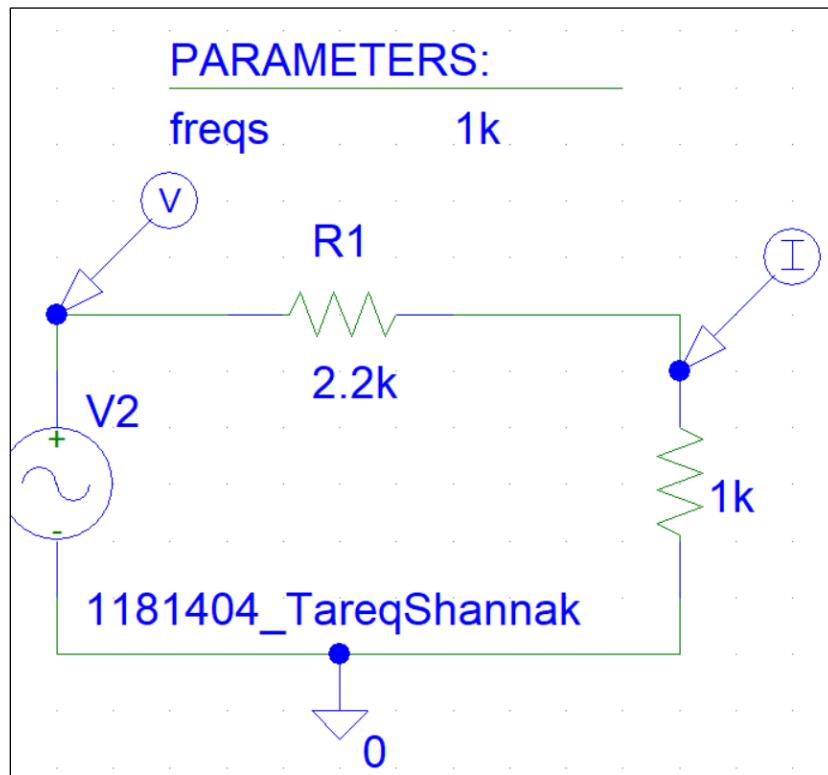 PARAMETERS:
freqs 1k
V
R1
I
2.2k
V2
+
1k
-
1181404_TareqShannak
0